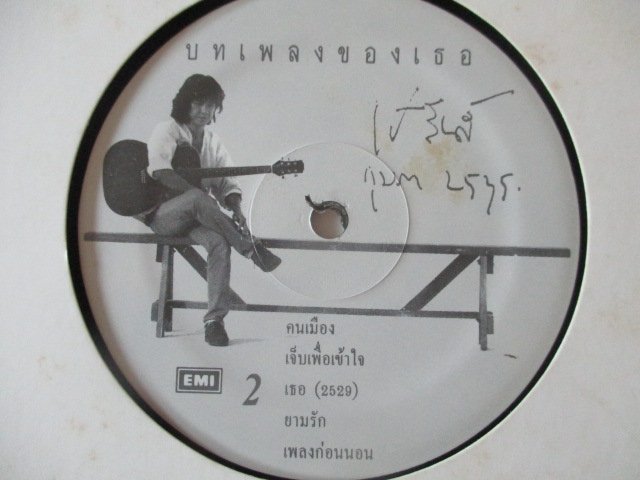 บทเพลงของเธอ
คนเมือง
เจ็บเพื่อเข้าใจ
EMI 2 เธอ (2529)
ยามรัก
เพลงก่อนนอน